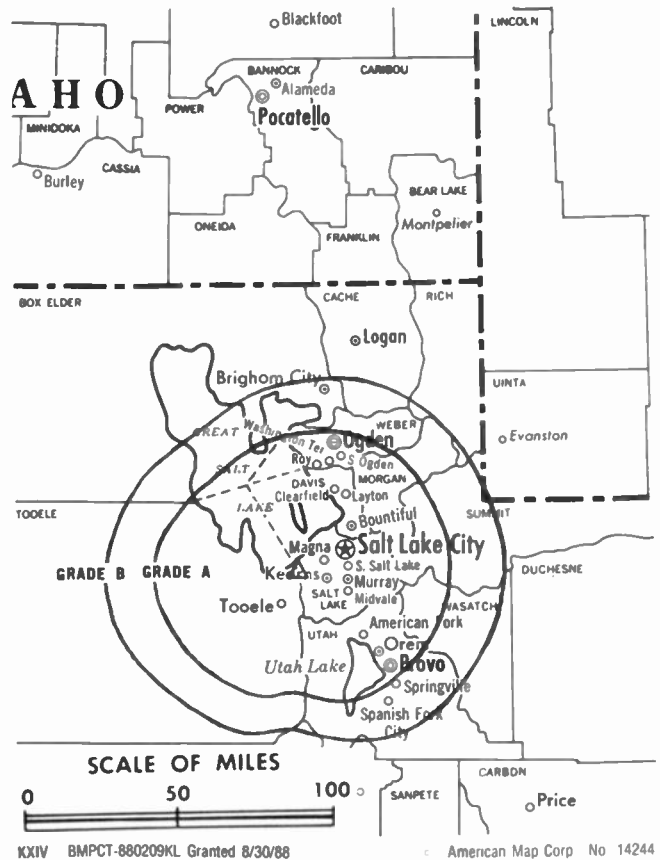 Blackfoot
LINCOLN
BANNOCK
CARIBOU
Alameda
AHO
POWER
Pocatello
MINIDOKA
CASSIA
Burley
BEAR LAKE
Montpelier
ONEIDA
FRANKLIN
BOX ELDER
CACHE
RICH
Logan
UINTA
Brighom City
WEBER
GREAT
Washington Ter
Ogden
Evanston
Roy
S Ogden
SALT
MORGAN
DAVIS
Clearfield
Layton
LAKE
TOOELE
Bountiful
SUMMIT
Magna
Salt Lake City
GRADE B
GRADE A
Kearns
S. Salt Lake
DUCHESNE
Murray
SALT
LAKE
Midvale
Tooele
WASATCH
American Fork
UTAH
Orem
Utah Lake
Provo
Springville
Spanish Fork
City
SCALE OF MILES
0 50 100
CARBON
SANPETE
Price
KXIV BMPCT-880209KL Granted 8/30/88
American Map Corp No 14244